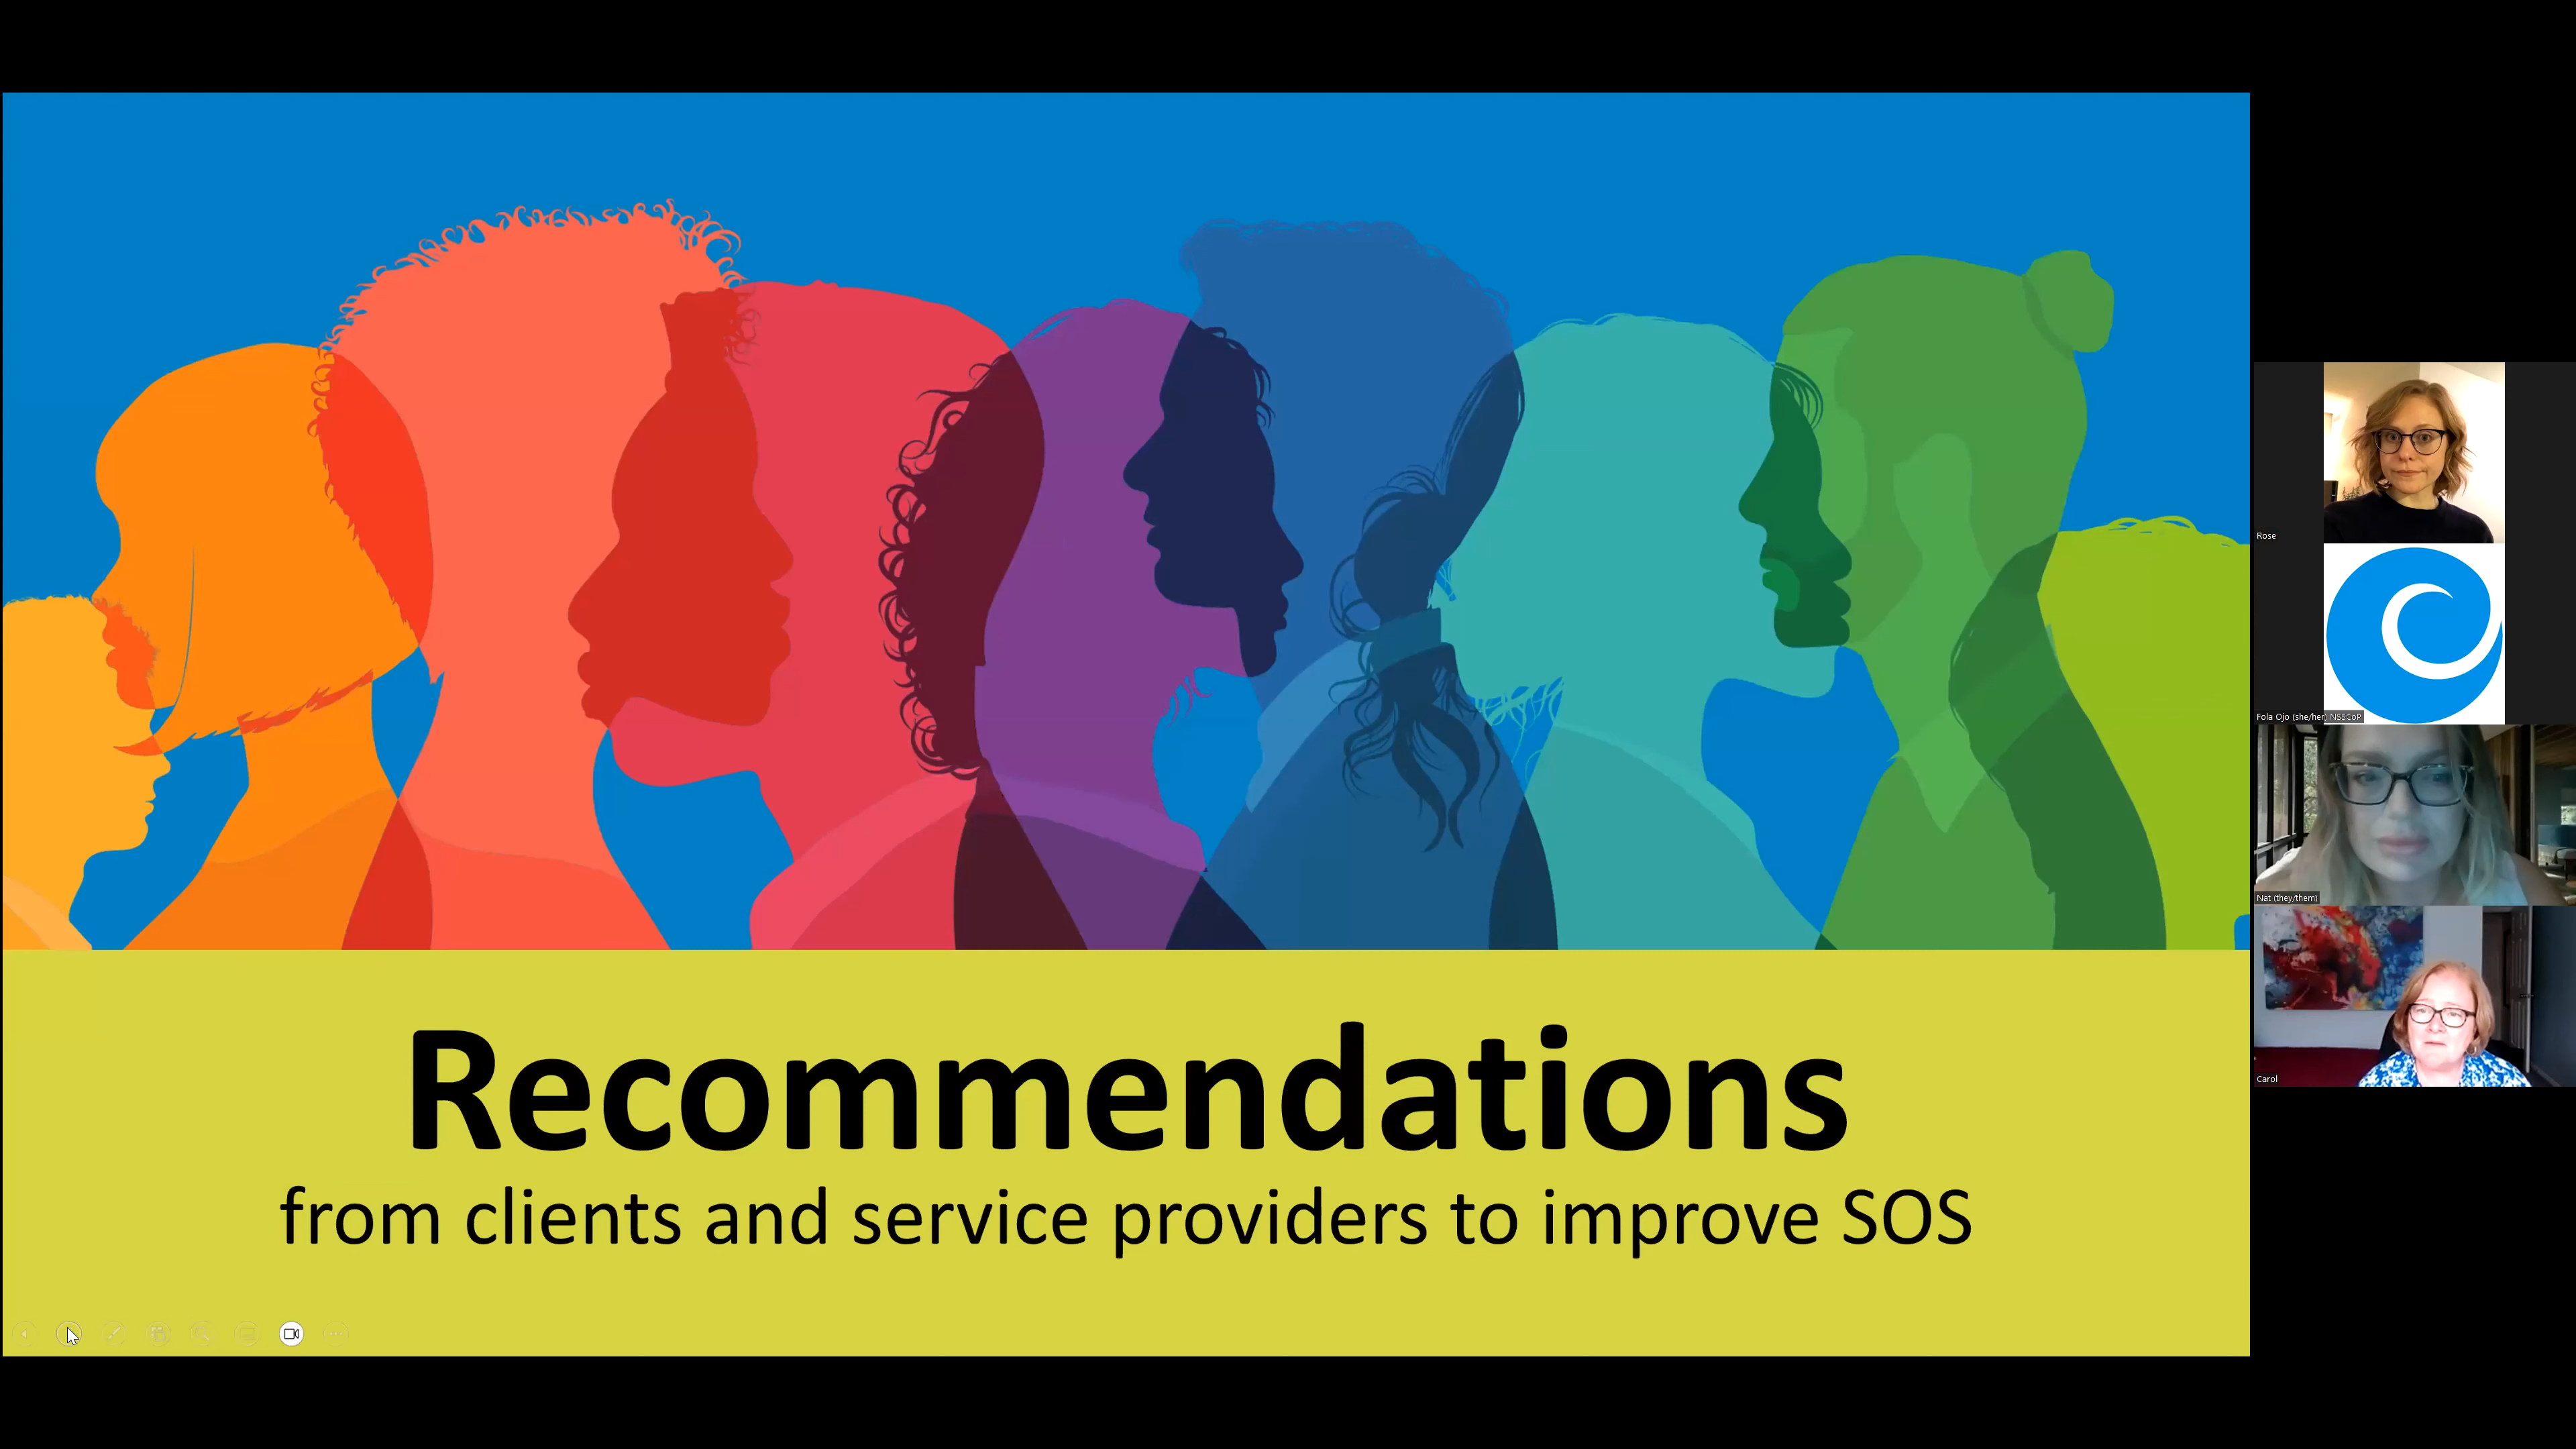 Recommendations
from clients and service providers to improve SOS
Rose
Fola Ojo (she/her) NSSCoP
Nat (they/them)
Carol